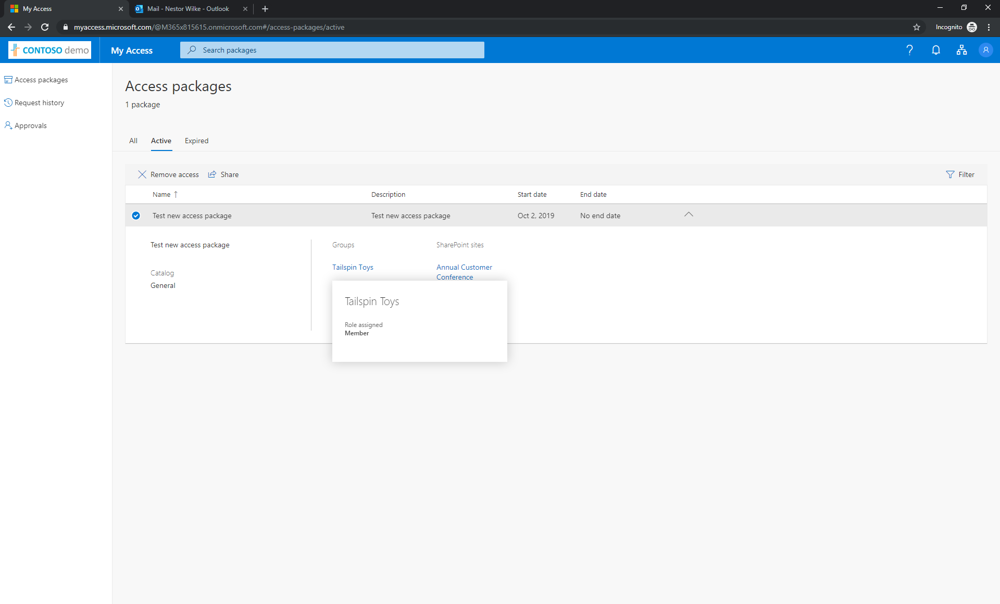 My Access
Mail - Nestor Wilke - Outlook
myaccess.microsoft.com/@M365x815615.onmicrosoft.com#/access-packages/active
Incognito
CONTOSO demo
My Access
Search packages
Access packages
Request history
Approvals
Access packages
1 package
All
Active
Expired
Remove access
Share
Filter
Name ↑
Description
Start date
End date
Test new access package
Test new access package
Oct 2, 2019
No end date
Test new access package
Catalog
General
Groups
Tailspin Toys
SharePoint sites
Annual Customer
Conference
Tailspin Toys
Role assigned
Member